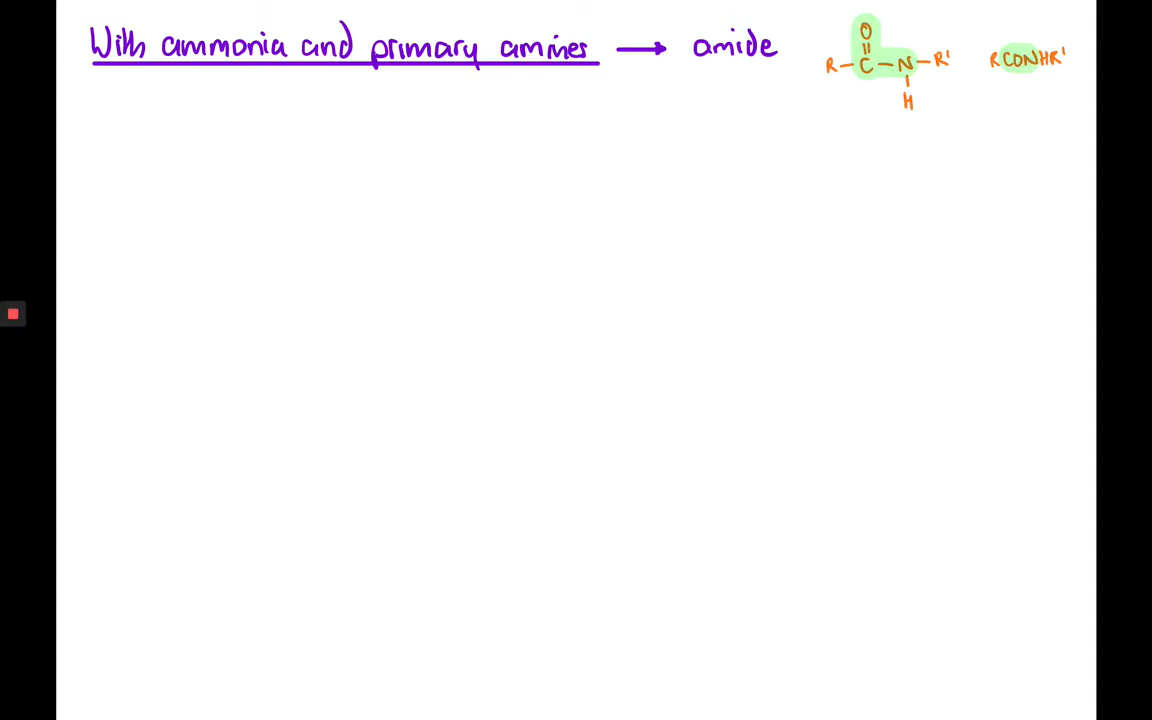 With ammonia and primary amines → amide
O
R-C-N-R' RCONHR'
H